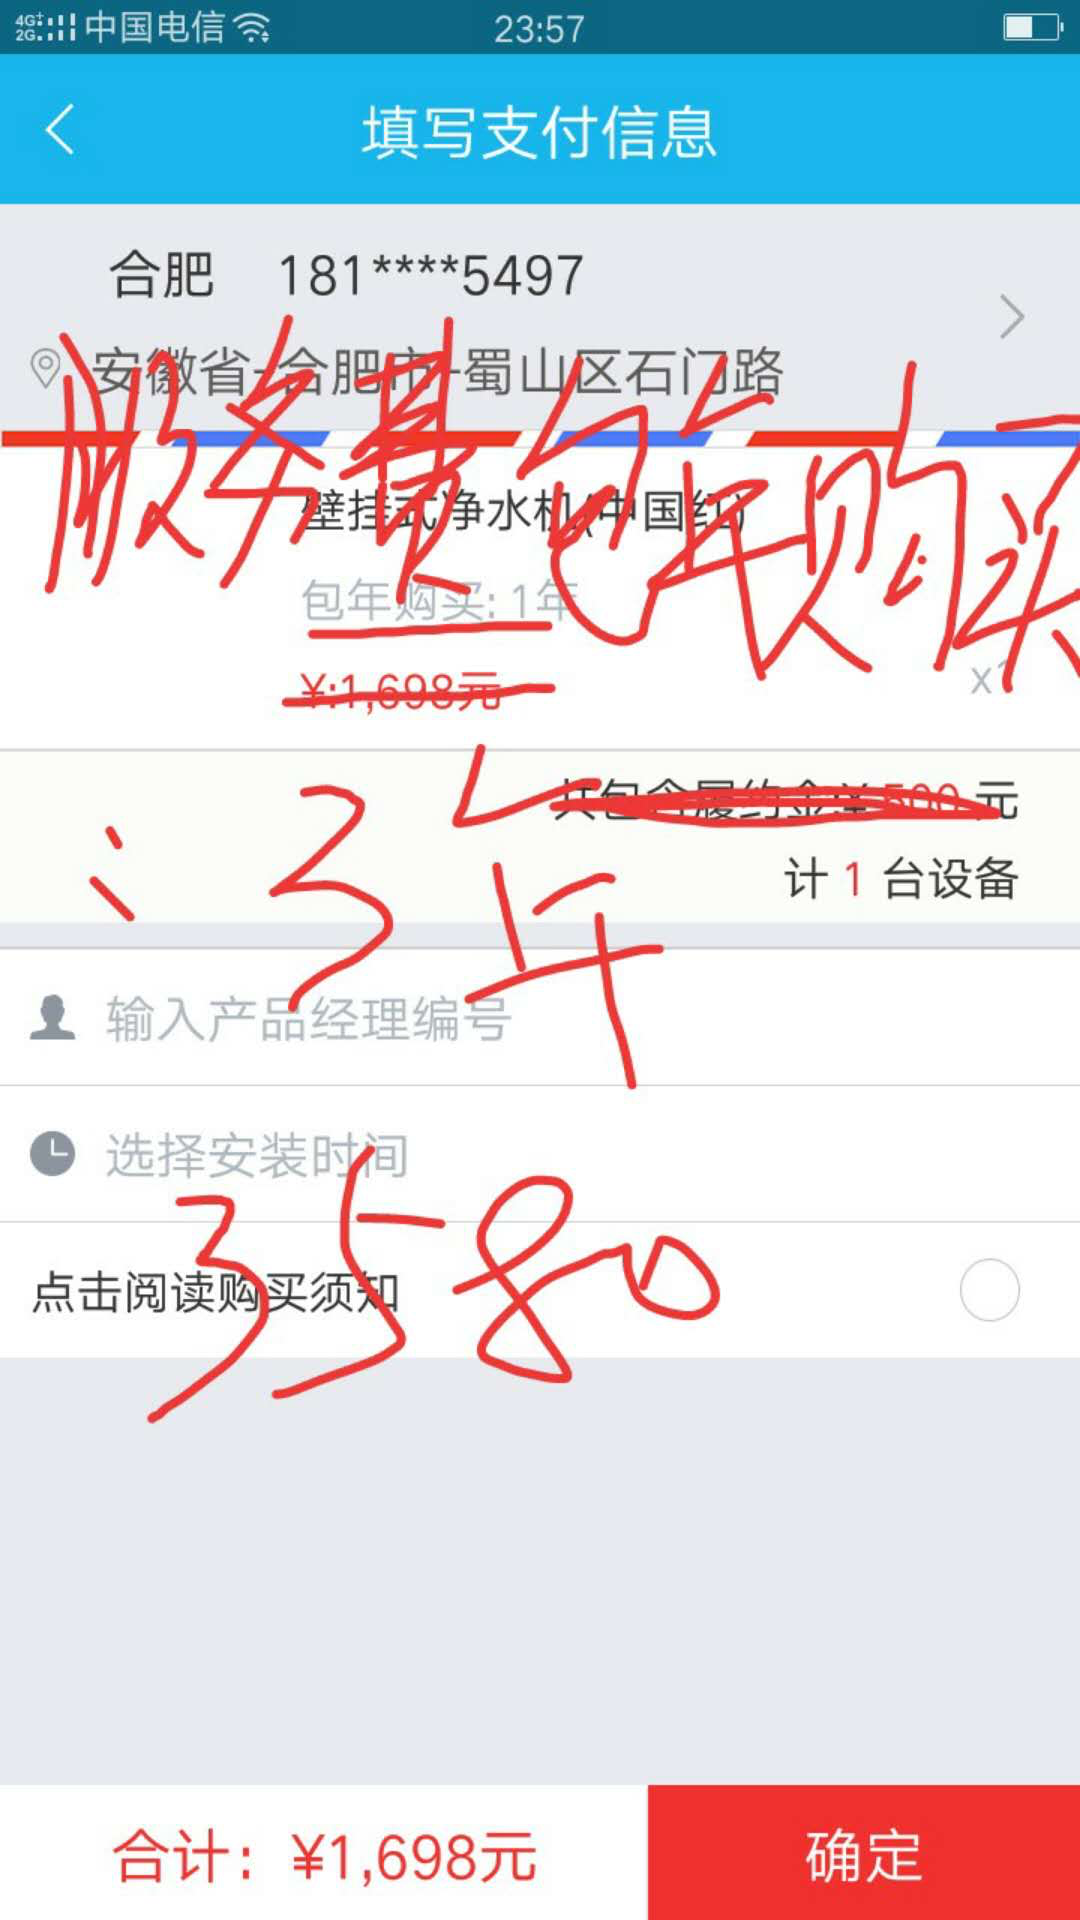 4G+ 2G 中国电信 23:57
填写支付信息
合肥 181****5497
安徽省-合肥市-蜀山区石门路
服务费包年购买
壁挂式净水机(中国红)
包年购买: 1年
¥:1,698元
x1
: 3年
共包含履约金¥ 500 元
计 1 台设备
输入产品经理编号
选择安装时间
3580
点击阅读购买须知
合计: ¥1,698元
确定